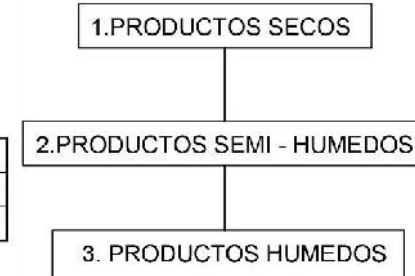 1.PRODUCTOS SECOS
2.PRODUCTOS SEMI - HUMEDOS
3. PRODUCTOS HUMEDOS